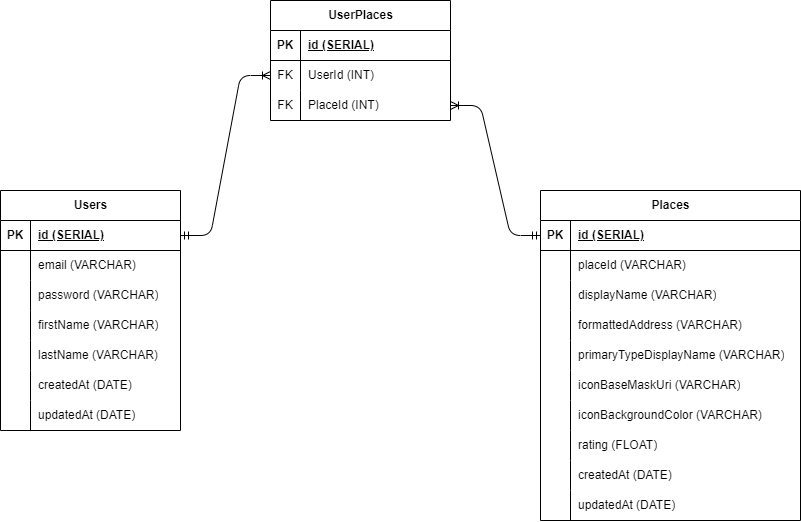 UserPlaces
PK id (SERIAL)
FK UserId (INT)
FK PlaceId (INT)
Users
PK id (SERIAL)
email (VARCHAR)
password (VARCHAR)
firstName (VARCHAR)
lastName (VARCHAR)
createdAt (DATE)
updatedAt (DATE)
Places
PK id (SERIAL)
placeId (VARCHAR)
displayName (VARCHAR)
formattedAddress (VARCHAR)
primaryTypeDisplayName (VARCHAR)
iconBaseMaskUri (VARCHAR)
iconBackgroundColor (VARCHAR)
rating (FLOAT)
createdAt (DATE)
updatedAt (DATE)